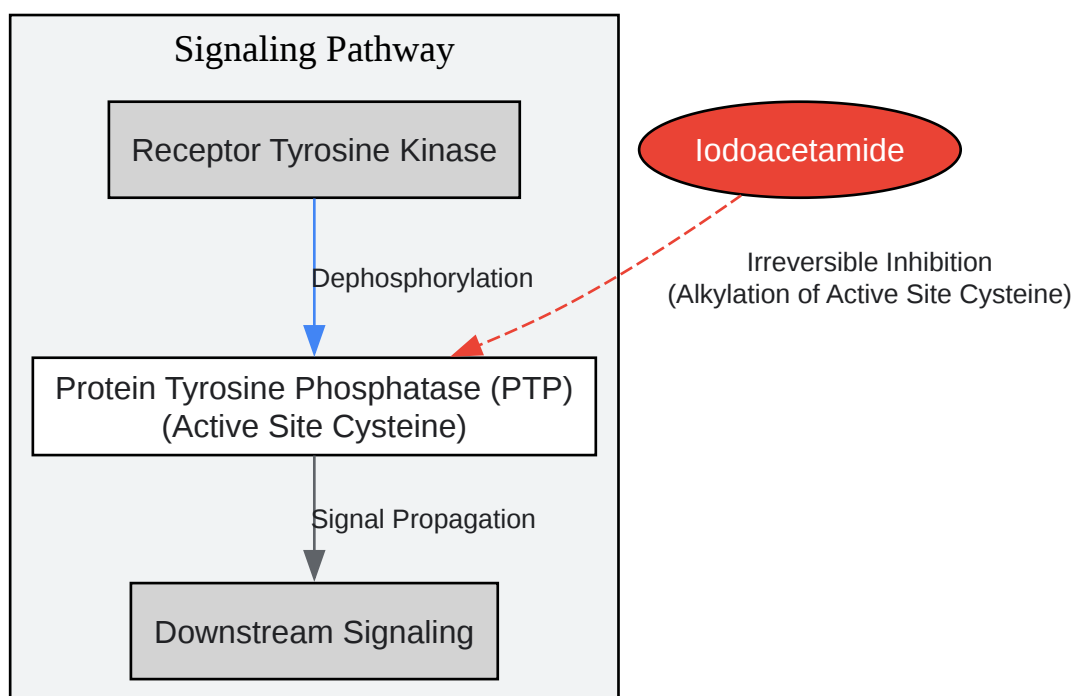 Signaling Pathway
Receptor Tyrosine Kinase
Iodoacetamide
Dephosphorylation
Irreversible Inhibition
(Alkylation of Active Site Cysteine)
Protein Tyrosine Phosphatase (PTP)
(Active Site Cysteine)
Signal Propagation
Downstream Signaling